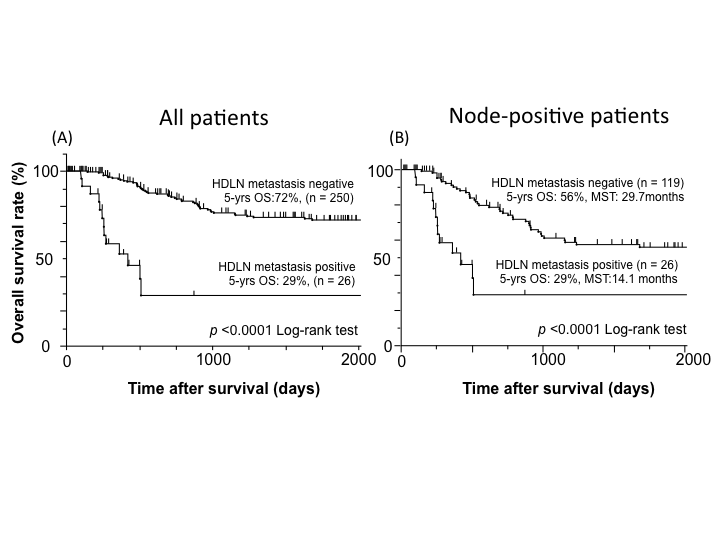 All patients
Node-positive patients
(A)
(B)
Overall survival rate (%)
100
50
0
HDLN metastasis negative
5-yrs OS:72%, (n = 250)
HDLN metastasis positive
5-yrs OS: 29%, (n = 26)
p <0.0001 Log-rank test
0
1000
2000
Time after survival (days)
100
50
0
HDLN metastasis negative (n = 119)
5-yrs OS: 56%, MST: 29.7months
HDLN metastasis positive (n = 26)
5-yrs OS: 29%, MST:14.1 months
p <0.0001 Log-rank test
0
1000
2000
Time after survival (days)